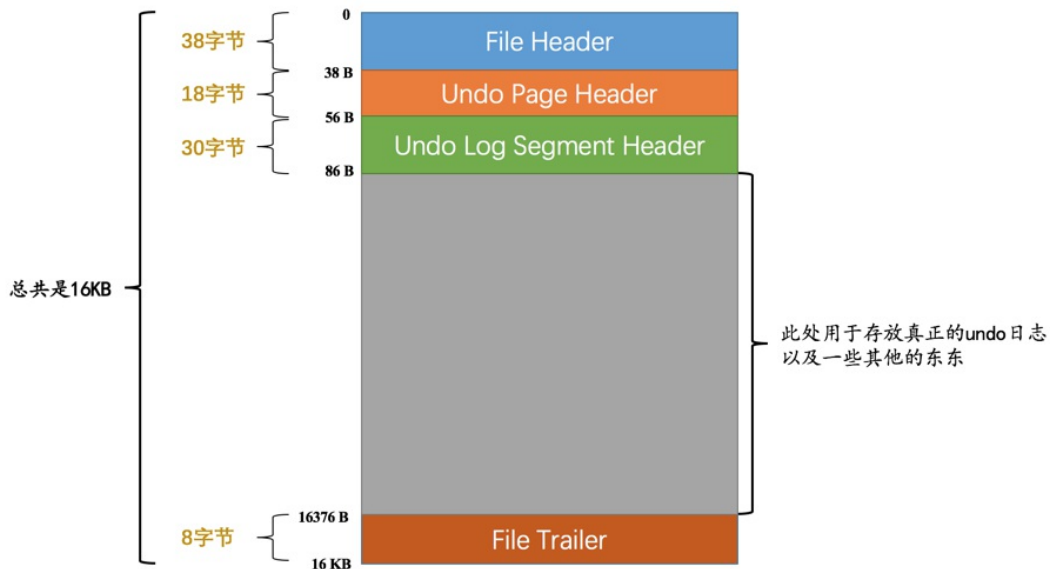 0
38字节
File Header
38 B
18字节
Undo Page Header
56 B
30字节
Undo Log Segment Header
86 B
总共是16KB
此处用于存放真正的undo日志
以及一些其他的东东
16376 B
8字节
File Trailer
16 KB